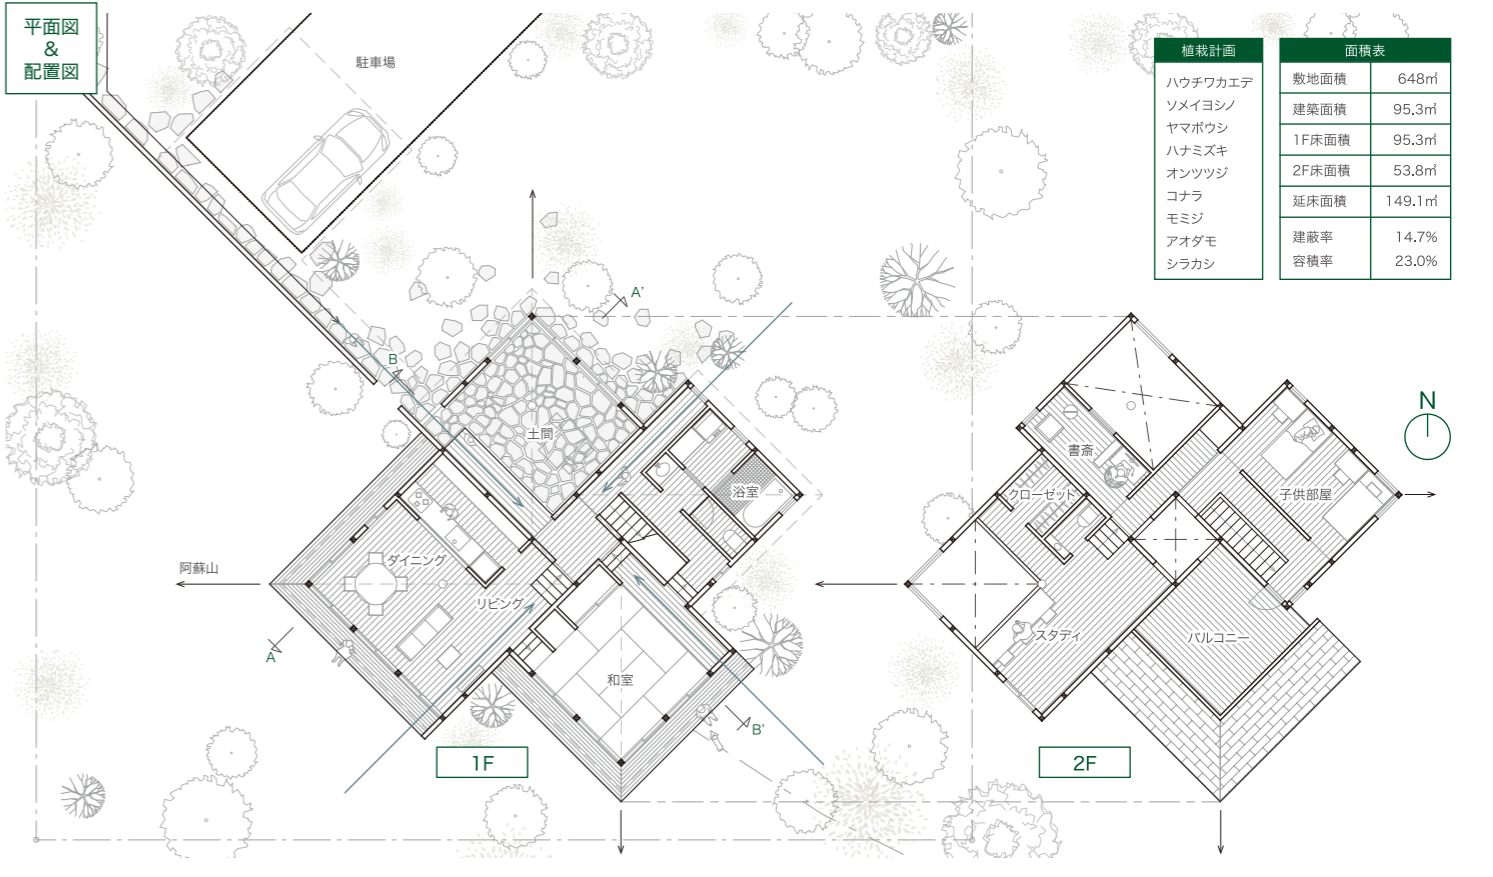 平面図
&
配置図
駐車場
植栽計画
ハウチワカエデ
ソメイヨシノ
ヤマボウシ
ハナミズキ
オンツツジ
コナラ
モミジ
アオダモ
シラカシ
面積表
敷地面積 648㎡
建築面積 95.3㎡
1F床面積 95.3㎡
2F床面積 53.8㎡
延床面積 149.1㎡
建蔽率 14.7%
容積率 23.0%
A'
B
土間
浴室
ダイニング
阿蘇山
リビング
A
和室
B'
1F
N
書斎
クローゼット
子供部屋
スタディ
バルコニー
2F